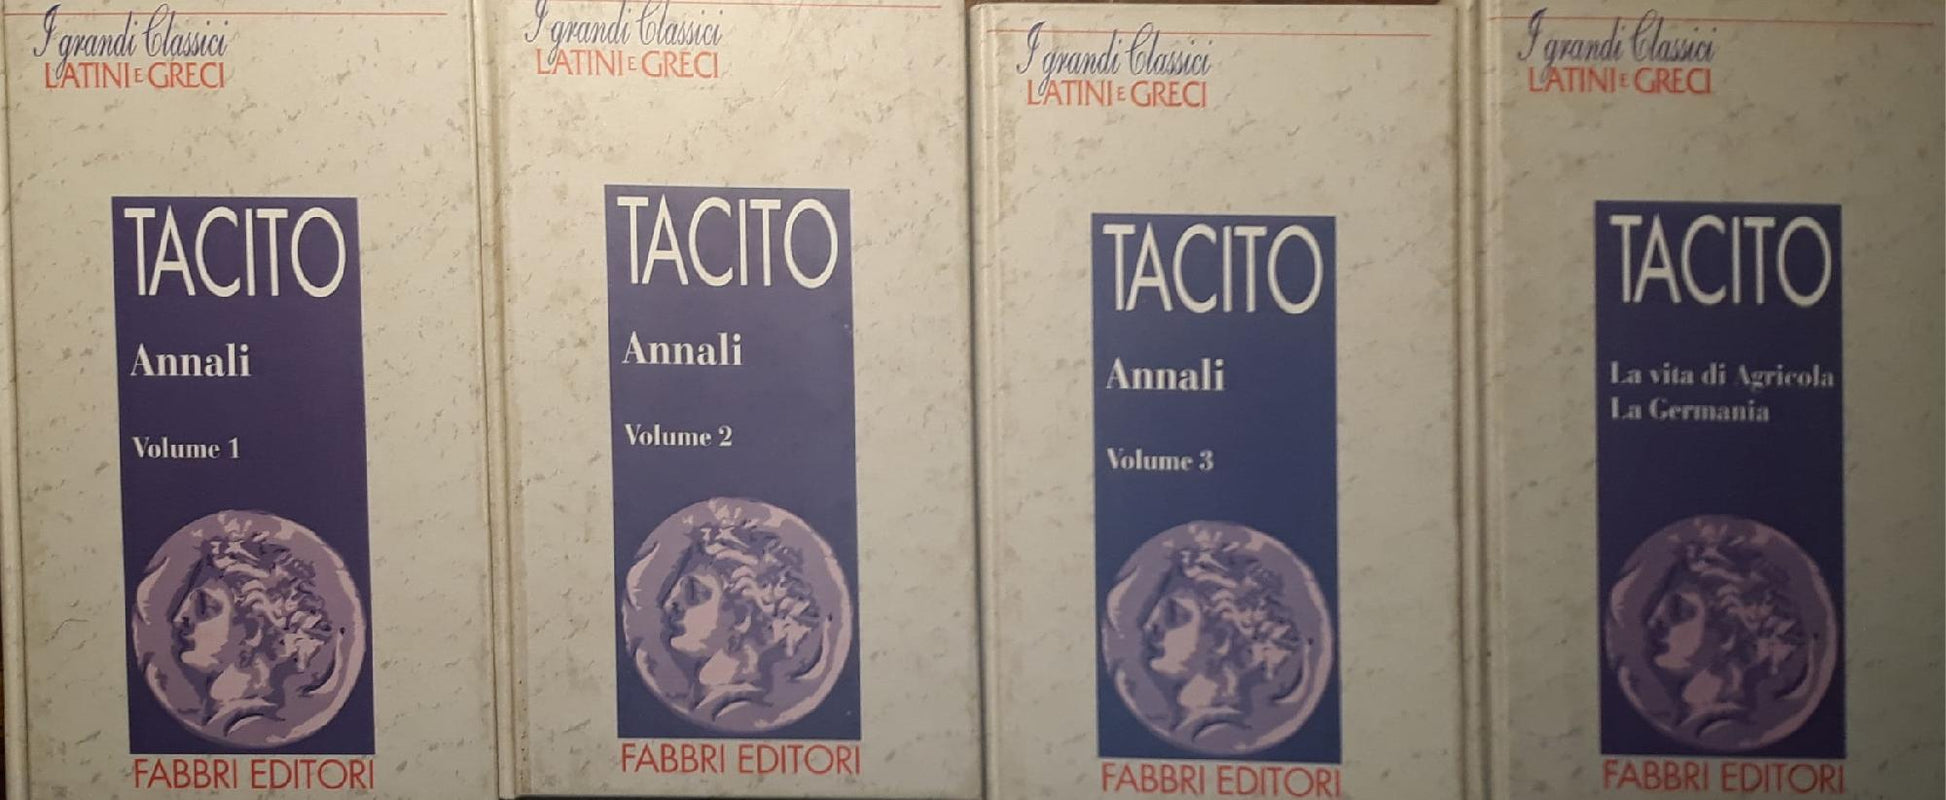 I grandi Classici
LATINI E GRECI
TACITO
Annali
Volume 1
FABBRI EDITORI
I grandi Classici
LATINI E GRECI
TACITO
Annali
Volume 2
FABBRI EDITORI
I grandi Classici
LATINI E GRECI
TACITO
Annali
Volume 3
FABBRI EDITORI
I grandi Classici
LATINI E GRECI
TACITO
La vita di Agricola
La Germania
FABBRI EDITORI